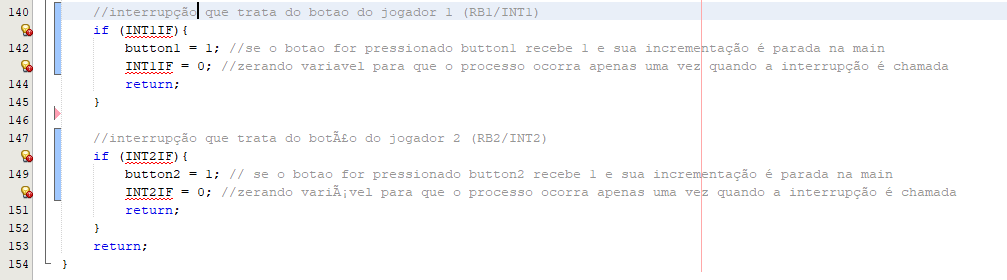 140 //interrupção que trata do botao do jogador 1 (RB1/INT1)
if (INT1IF){
142 button1 = 1; //se o botao for pressionado button1 recebe 1 e sua incrementação é parada na main
INT1IF = 0; //zerando variavel para que o processo ocorra apenas uma vez quando a interrupção é chamada
144 return;
145 }
146
147 //interrupção que trata do botÃ£o do jogador 2 (RB2/INT2)
if (INT2IF){
149 button2 = 1; // se o botao for pressionado button2 recebe 1 e sua incrementação é parada na main
INT2IF = 0; //zerando variÃ¡vel para que o processo ocorra apenas uma vez quando a interrupção é chamada
151 return;
152 }
153 return;
154 }